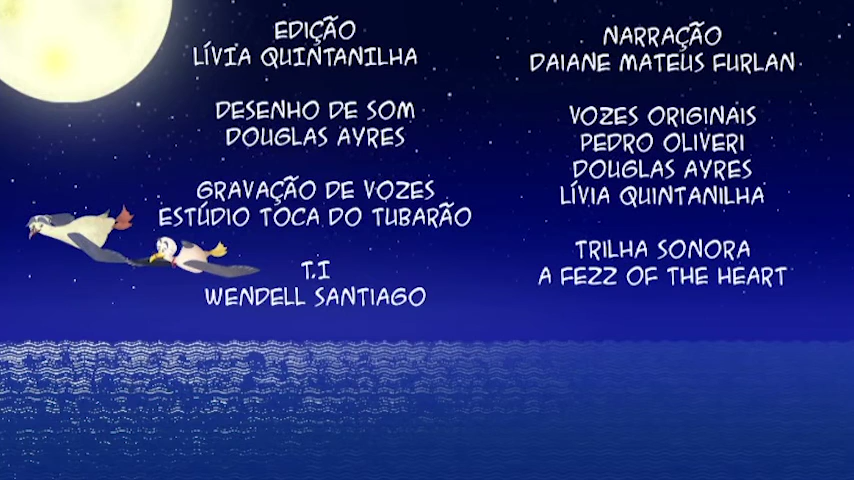 EDIÇÃO
LÍVIA QUINTANILHA
DESENHO DE SOM
DOUGLAS AYRES
GRAVAÇÃO DE VOZES
ESTÚDIO TOCA DO TUBARÃO
T.I
WENDELL SANTIAGO
NARRAÇÃO
DAIANE MATEUS FURLAN
VOZES ORIGINAIS
PEDRO OLIVERI
DOUGLAS AYRES
LÍVIA QUINTANILHA
TRILHA SONORA
A FEZZ OF THE HEART